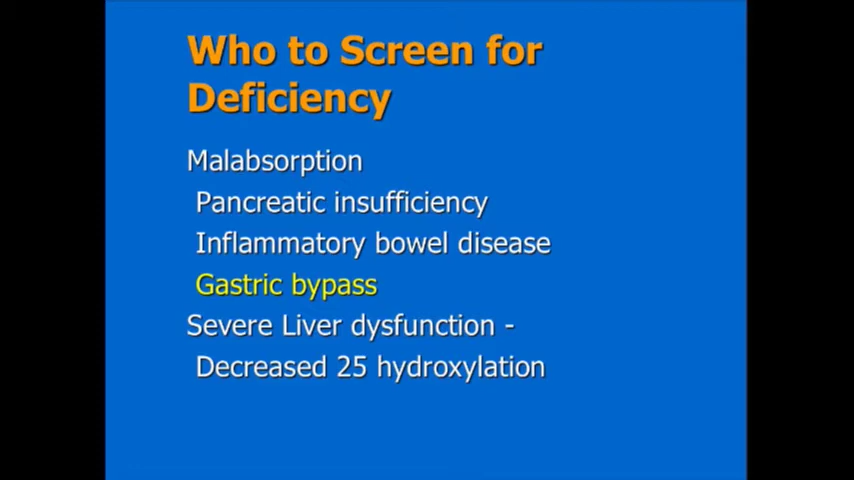 Who to Screen for
Deficiency
Malabsorption
Pancreatic insufficiency
Inflammatory bowel disease
Gastric bypass
Severe Liver dysfunction -
Decreased 25 hydroxylation